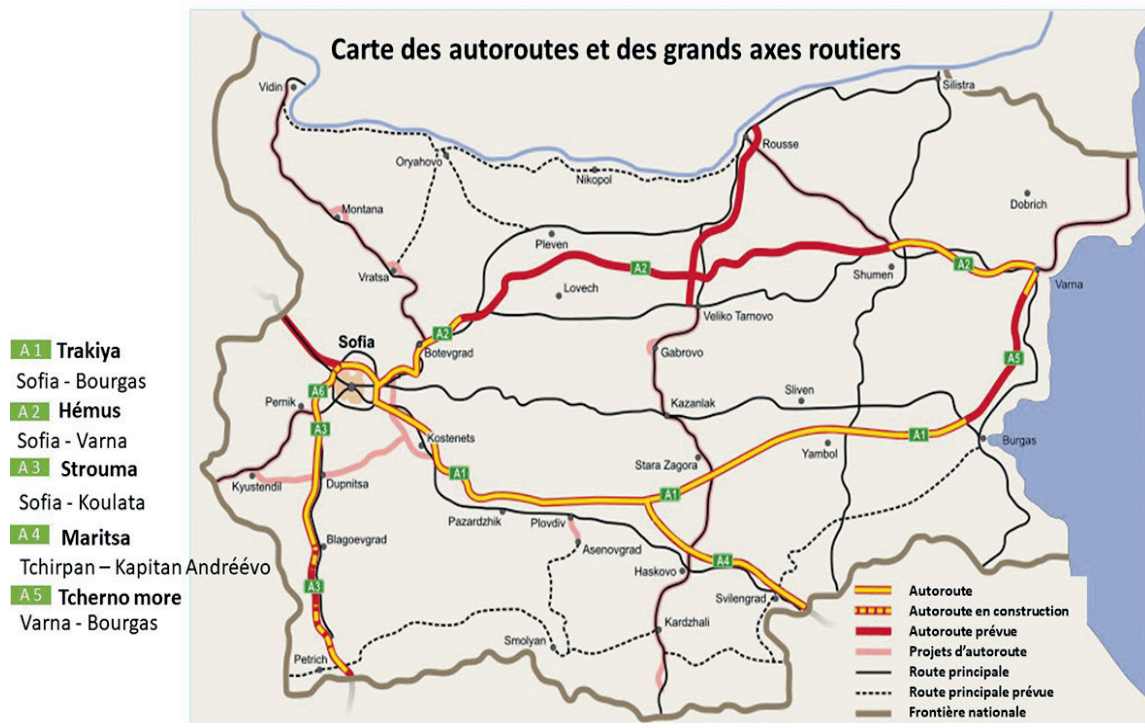 Carte des autoroutes et des grands axes routiers
A 1 Trakiya
Sofia - Bourgas
A 2 Hémus
Sofia - Varna
A 3 Strouma
Sofia - Koulata
A 4 Maritsa
Tchirpan – Kapitan Andréévo
A 5 Tcherno more
Varna - Bourgas
Vidin
Silistra
Rousse
Oryahovo
Nikopol
Dobrich
Montana
Pleven
Vratsa
A2
Shumen
A2
Varna
Lovech
Veliko Tarnovo
A2
Botevgrad
Sofia
Gabrovo
A5
A6
Pernik
Kazanlak
Sliven
A3
Kostenets
A1
Burgas
Yambol
Stara Zagora
Kyustendil
Dupnitsa
A1
A1
Pazardzhik
Plovdiv
Blagoevgrad
Asenovgrad
A4
Haskovo
A3
Svilengrad
Kardzhali
Smolyan
Petrich
Autoroute
Autoroute en construction
Autoroute prévue
Projets d'autoroute
Route principale
Route principale prévue
Frontière nationale